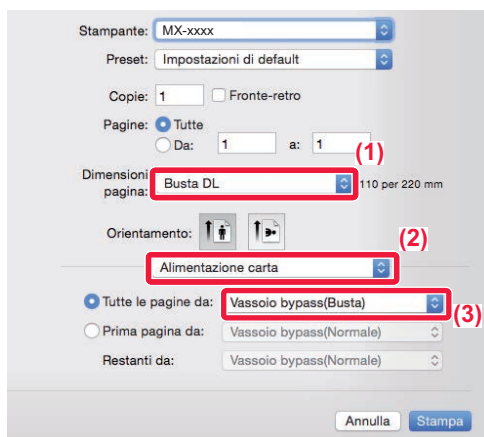 Stampante: MX-xxxx
Preset: Impostazioni di default
Copie: 1 Fronte-retro
Pagine: Tutte
Da: 1 a: 1
(1)
Dimensioni pagina: Busta DL 110 per 220 mm
Orientamento:
(2)
Alimentazione carta
Tutte le pagine da: Vassoio bypass(Busta)
(3)
Prima pagina da: Vassoio bypass(Normale)
Restanti da: Vassoio bypass(Normale)
Annulla Stampa